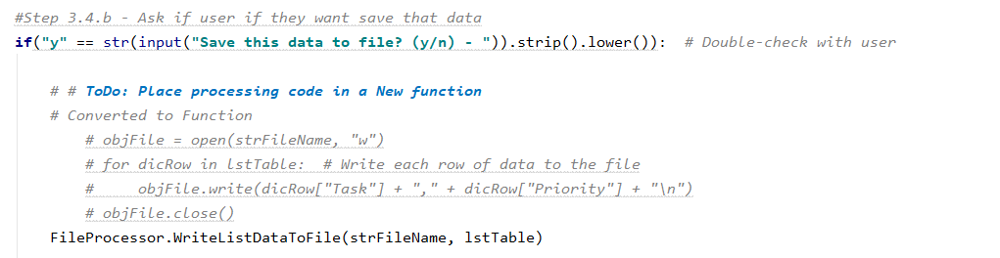 #Step 3.4.b - Ask if user if they want save that data
if("y" == str(input("Save this data to file? (y/n) - ")).strip().lower()):  # Double-check with user
# # ToDo: Place processing code in a New function
# Converted to Function
# objFile = open(strFileName, "w")
# for dicRow in lstTable:  # Write each row of data to the file
#     objFile.write(dicRow["Task"] + "," + dicRow["Priority"] + "\n")
# objFile.close()
FileProcessor.WriteListDataToFile(strFileName, lstTable)